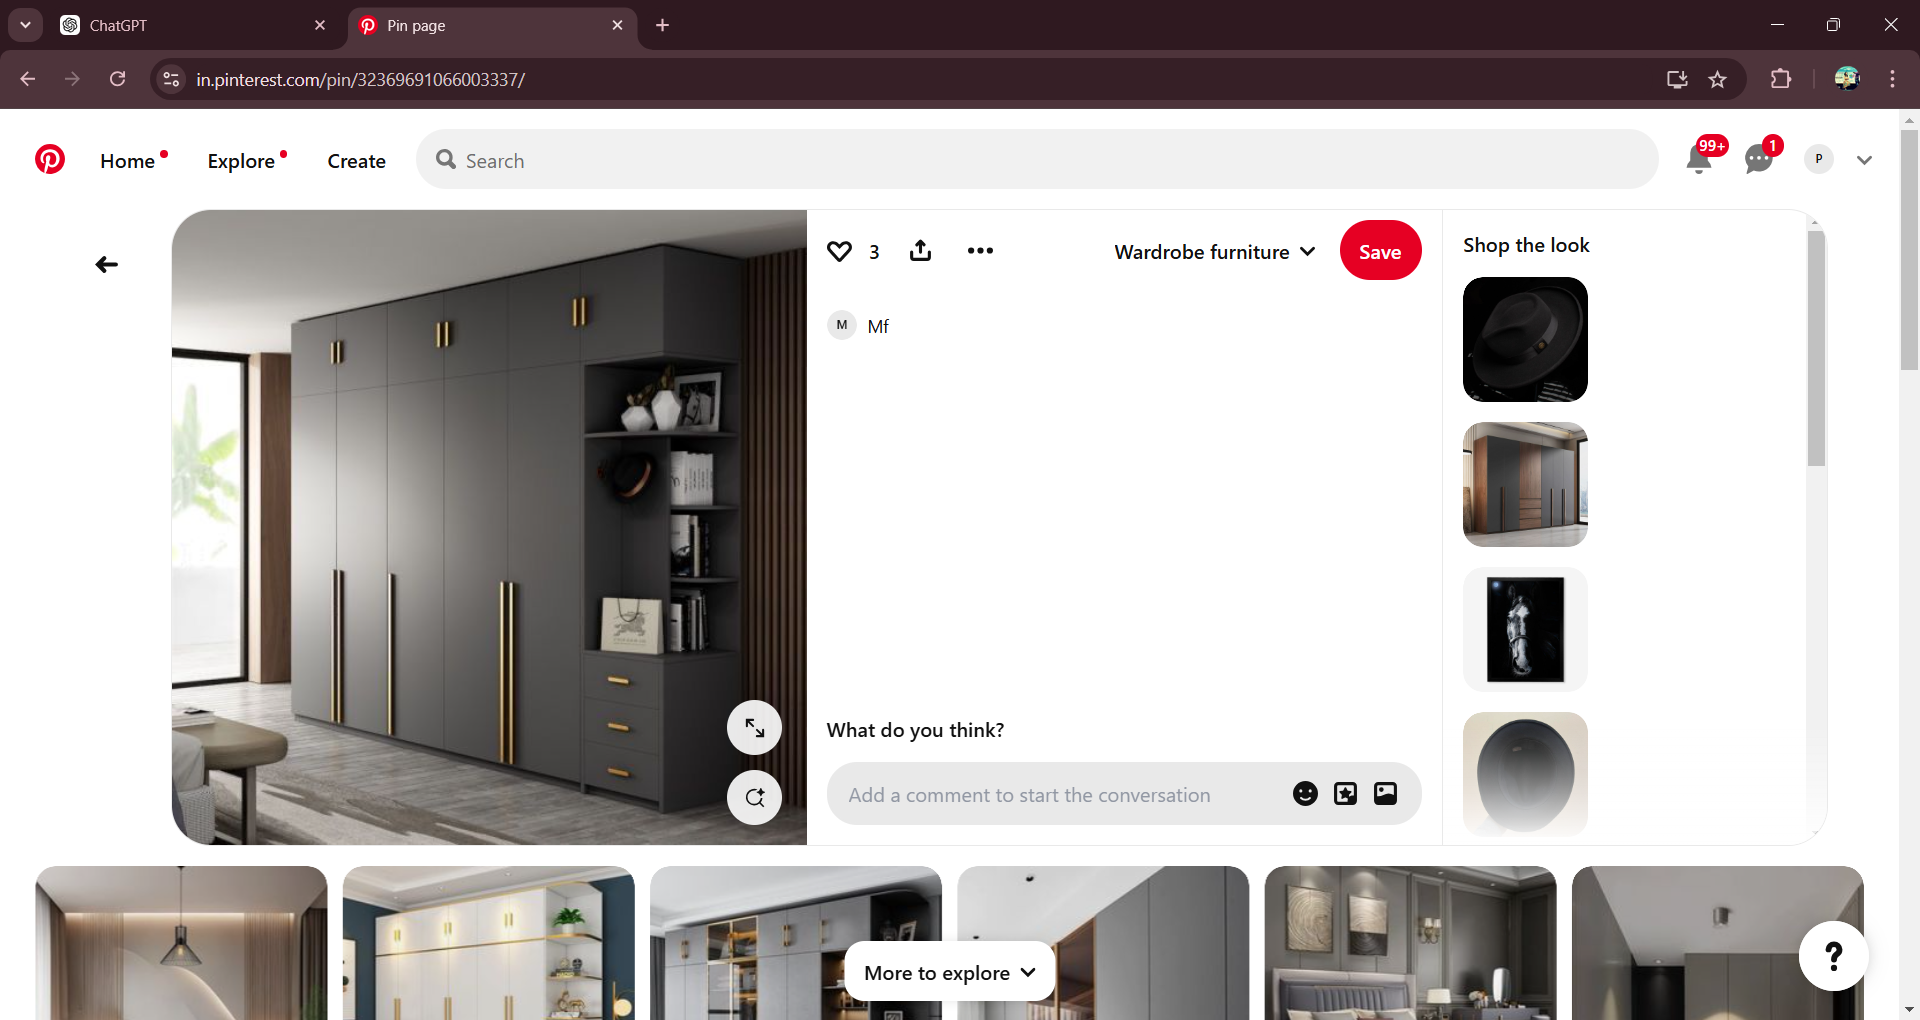 ChatGPT
Pin page
in.pinterest.com/pin/32369691066003337/
Home
Explore
Create
Search
99+
1
P
3
Wardrobe furniture
Save
Shop the look
M
Mf
What do you think?
Add a comment to start the conversation
More to explore
?